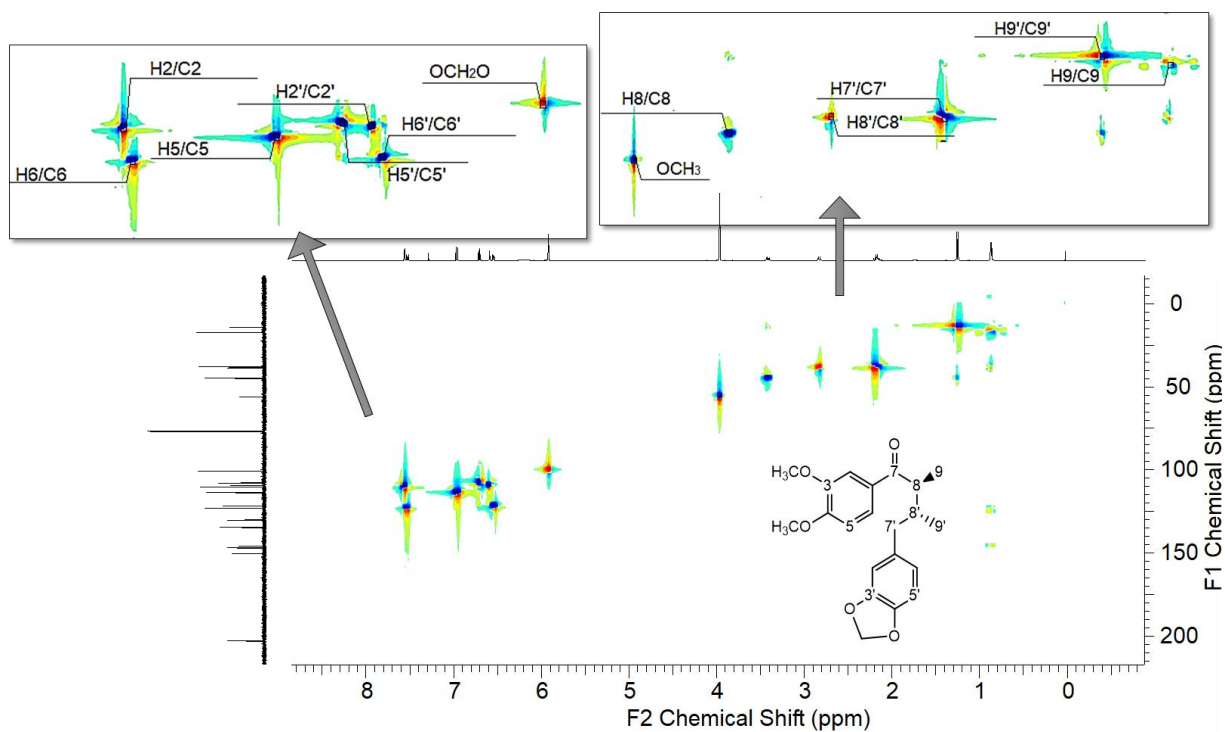 H2/C2
H2'/C2'
OCH2O
H6'/C6'
H5/C5
H5'/C5'
H6/C6
H9'/C9'
H9/C9
H7'/C7'
H8/C8
H8'/C8'
OCH3
0
50
100
150
200
F1 Chemical Shift (ppm)
O
H3CO
3
7
9
8
H3CO
5
8'
7'
9'
3'
5'
O
O
8
7
6
5
4
3
2
1
0
F2 Chemical Shift (ppm)